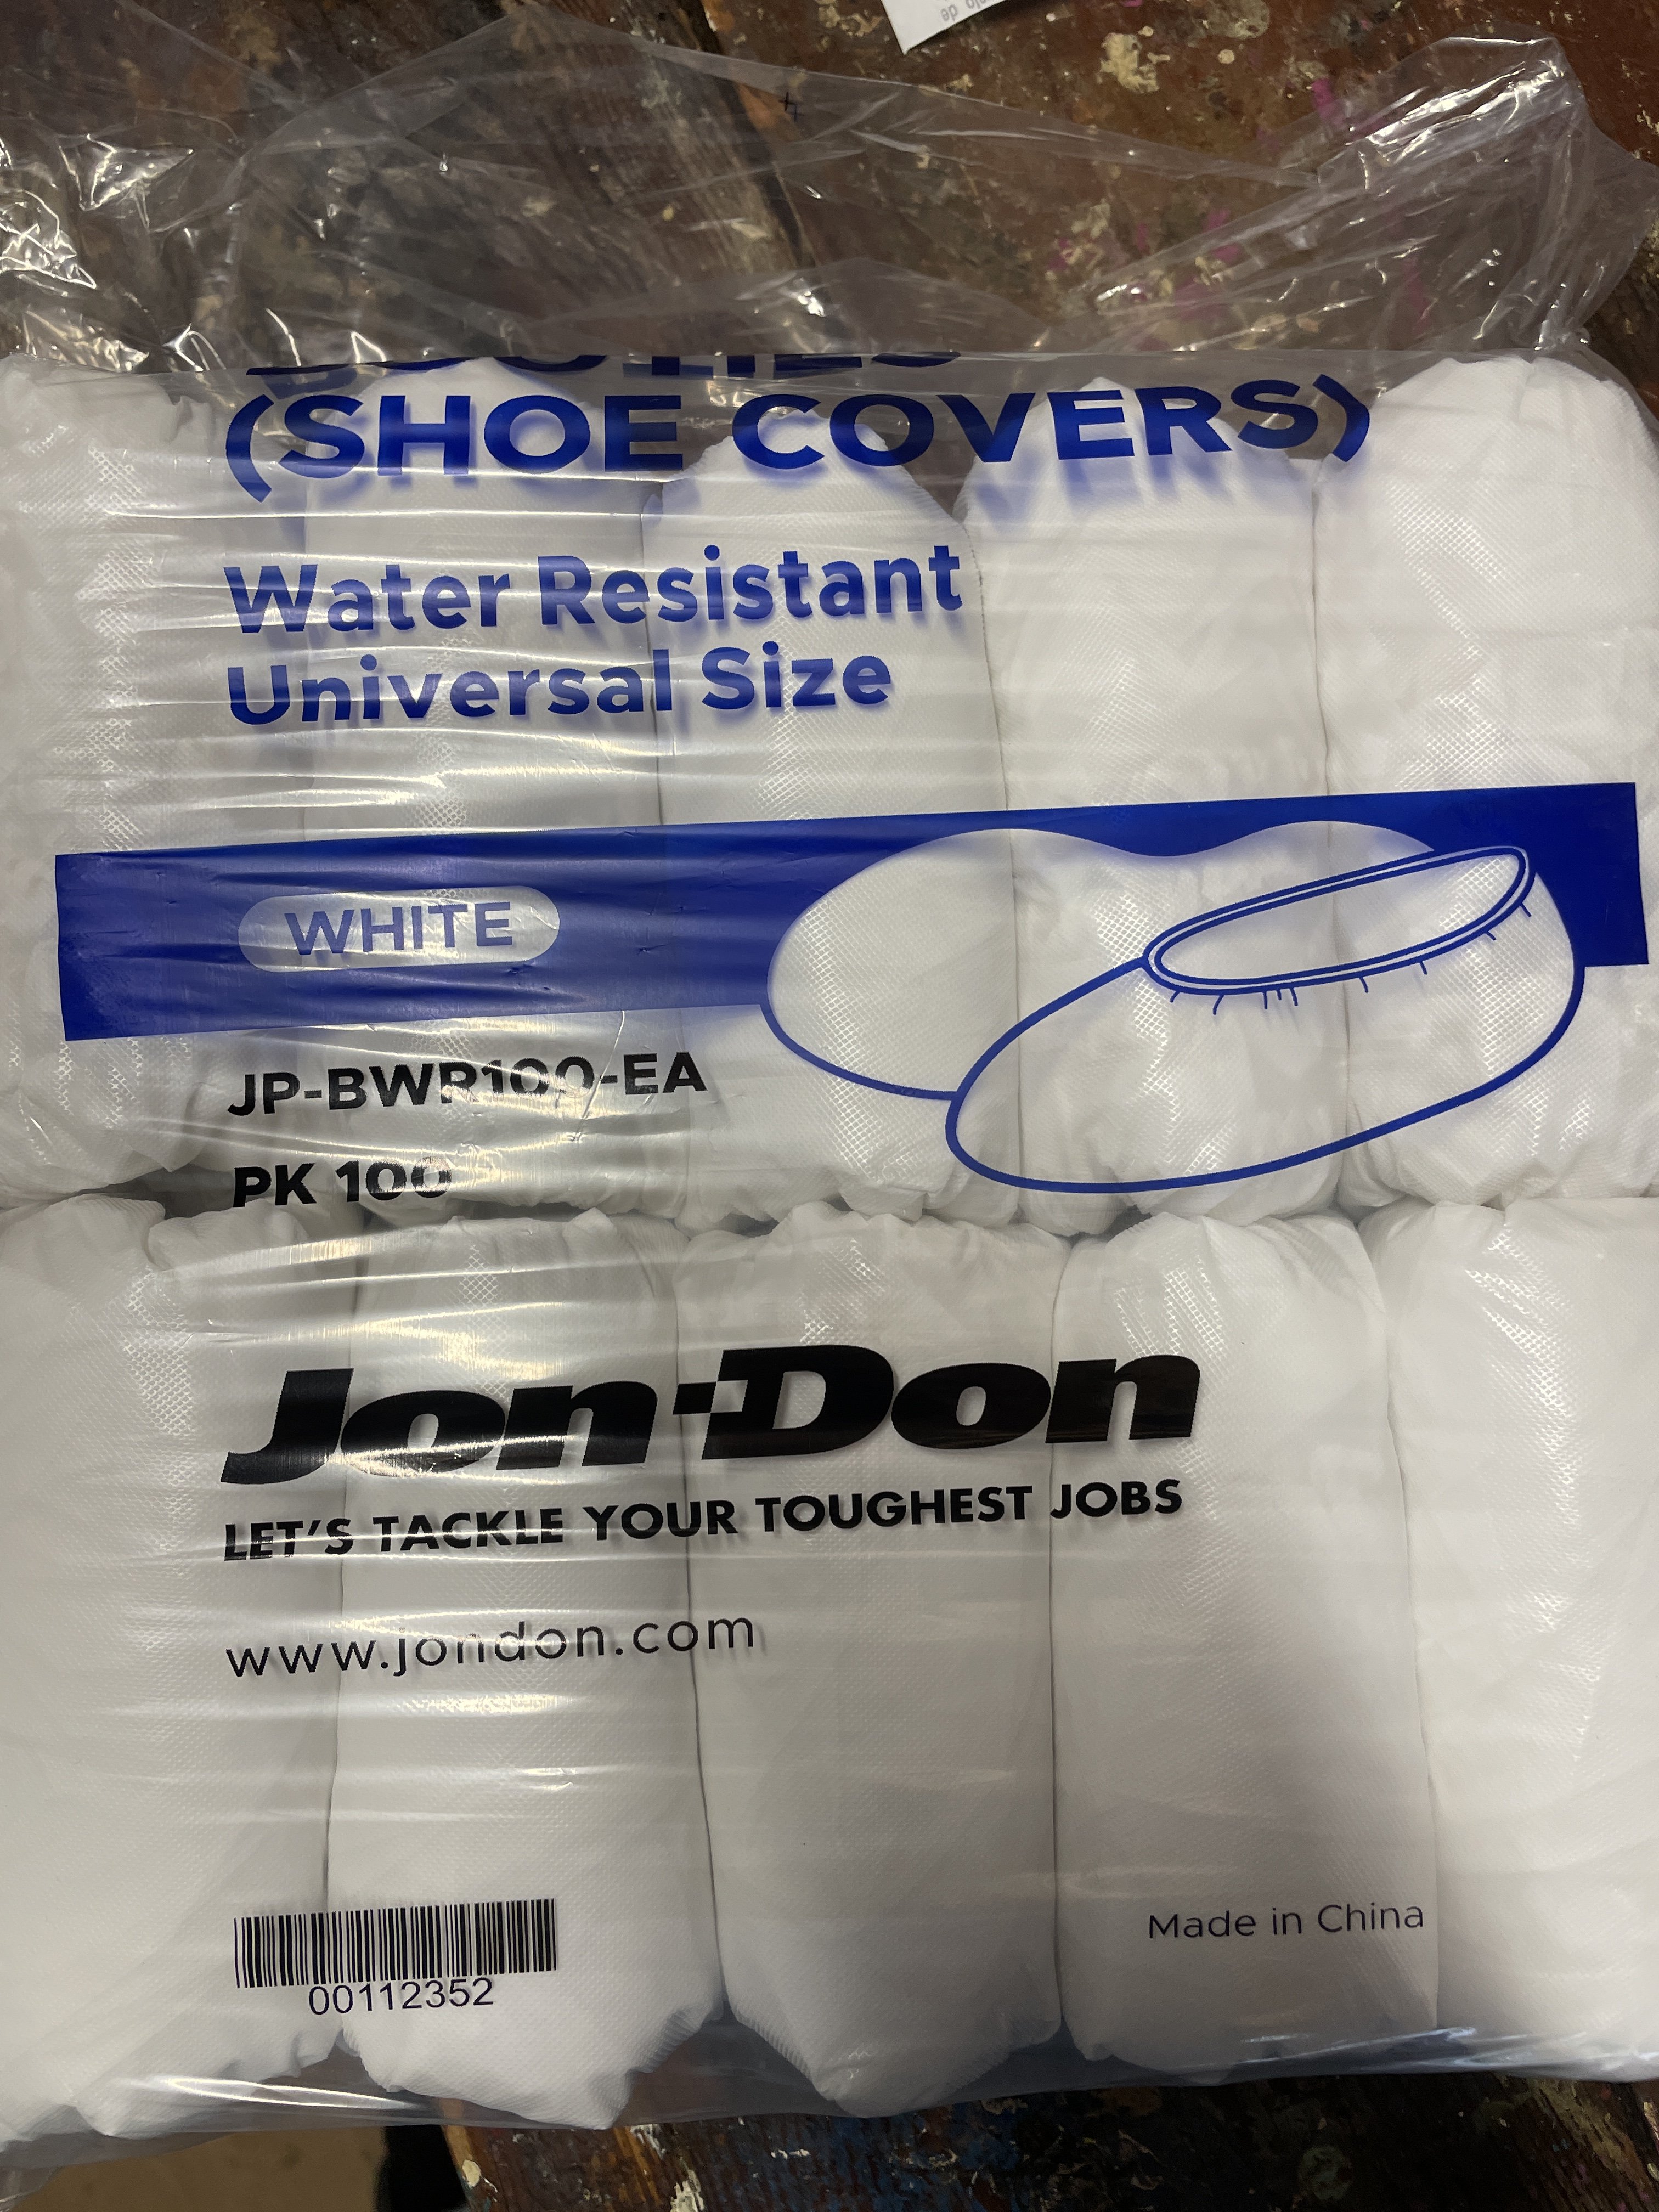 BOOTIES
(SHOE COVERS)
Water Resistant
Universal Size
WHITE
JP-BWR100-EA
PK 100
Jon-Don
LET'S TACKLE YOUR TOUGHEST JOBS
www.jondon.com
00112352
Made in China